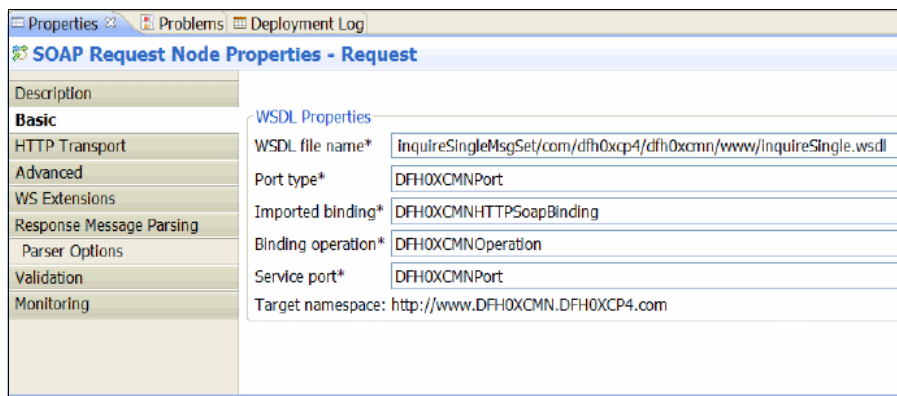 Properties Problems Deployment Log
SOAP Request Node Properties - Request
Description
Basic
HTTP Transport
Advanced
WS Extensions
Response Message Parsing
Parser Options
Validation
Monitoring
WSDL Properties
WSDL file name* inquireSingleMsgSet/com/dfh0xcp4/dfh0xcmn/www/inquireSingle.wsdl
Port type* DFH0XCMNPort
Imported binding* DFH0XCMNHTTPSoapBinding
Binding operation* DFH0XCMNOperation
Service port* DFH0XCMNPort
Target namespace: http://www.DFH0XCMN.DFH0XCP4.com